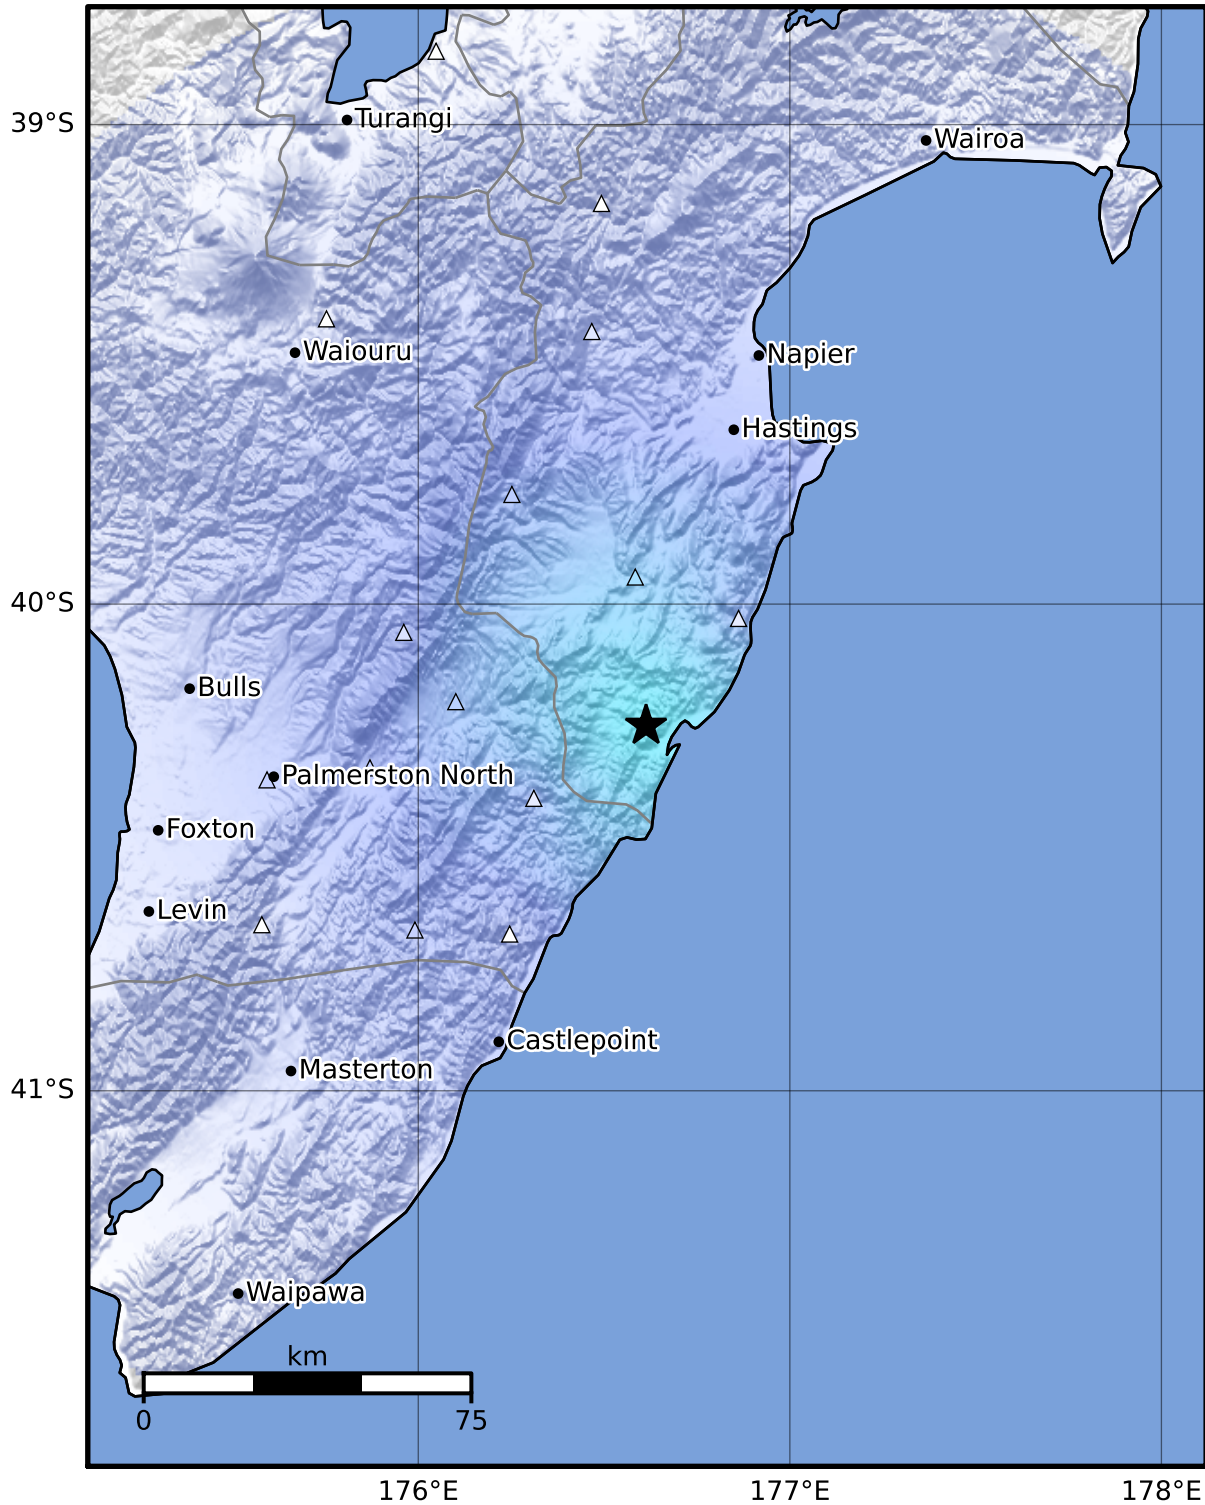 Turangi
39°S
Wairoa
Waiouru
Napier
Hastings
40°S
Bulls
Palmerston North
Foxton
Levin
Castlepoint
Masterton
41°S
Waipawa
km
0 75
176°E 177°E 178°E